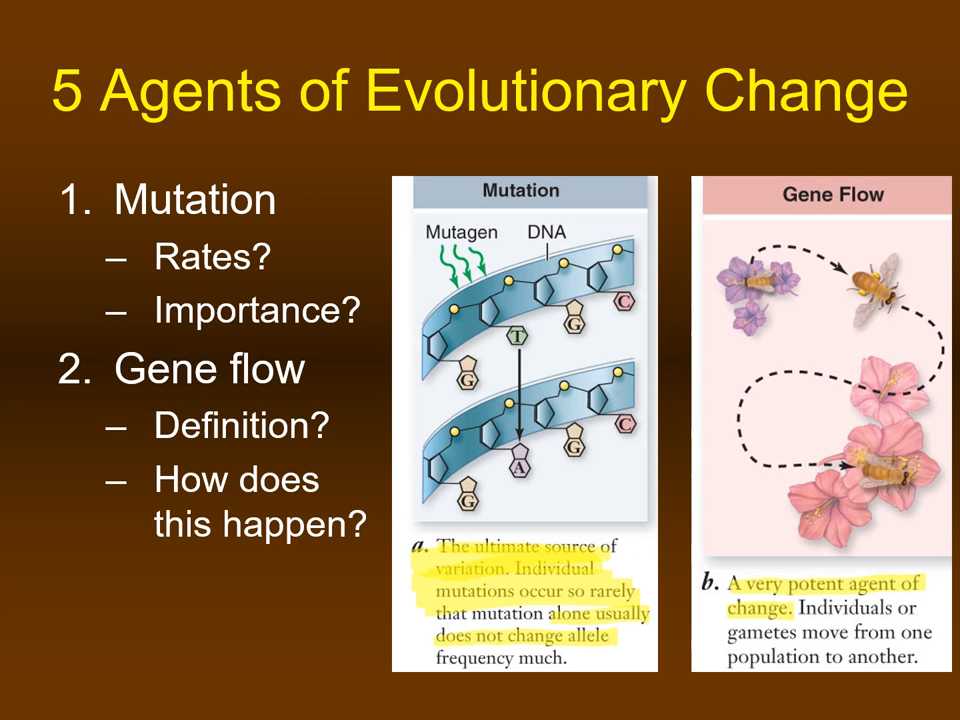 5 Agents of Evolutionary Change
1. Mutation
– Rates?
– Importance?
2. Gene flow
– Definition?
– How does
this happen?
Mutation
Mutagen DNA
C
G
T
G
C
G
A
G
a. The ultimate source of
variation. Individual
mutations occur so rarely
that mutation alone usually
does not change allele
frequency much.
Gene Flow
b. A very potent agent of
change. Individuals or
gametes move from one
population to another.